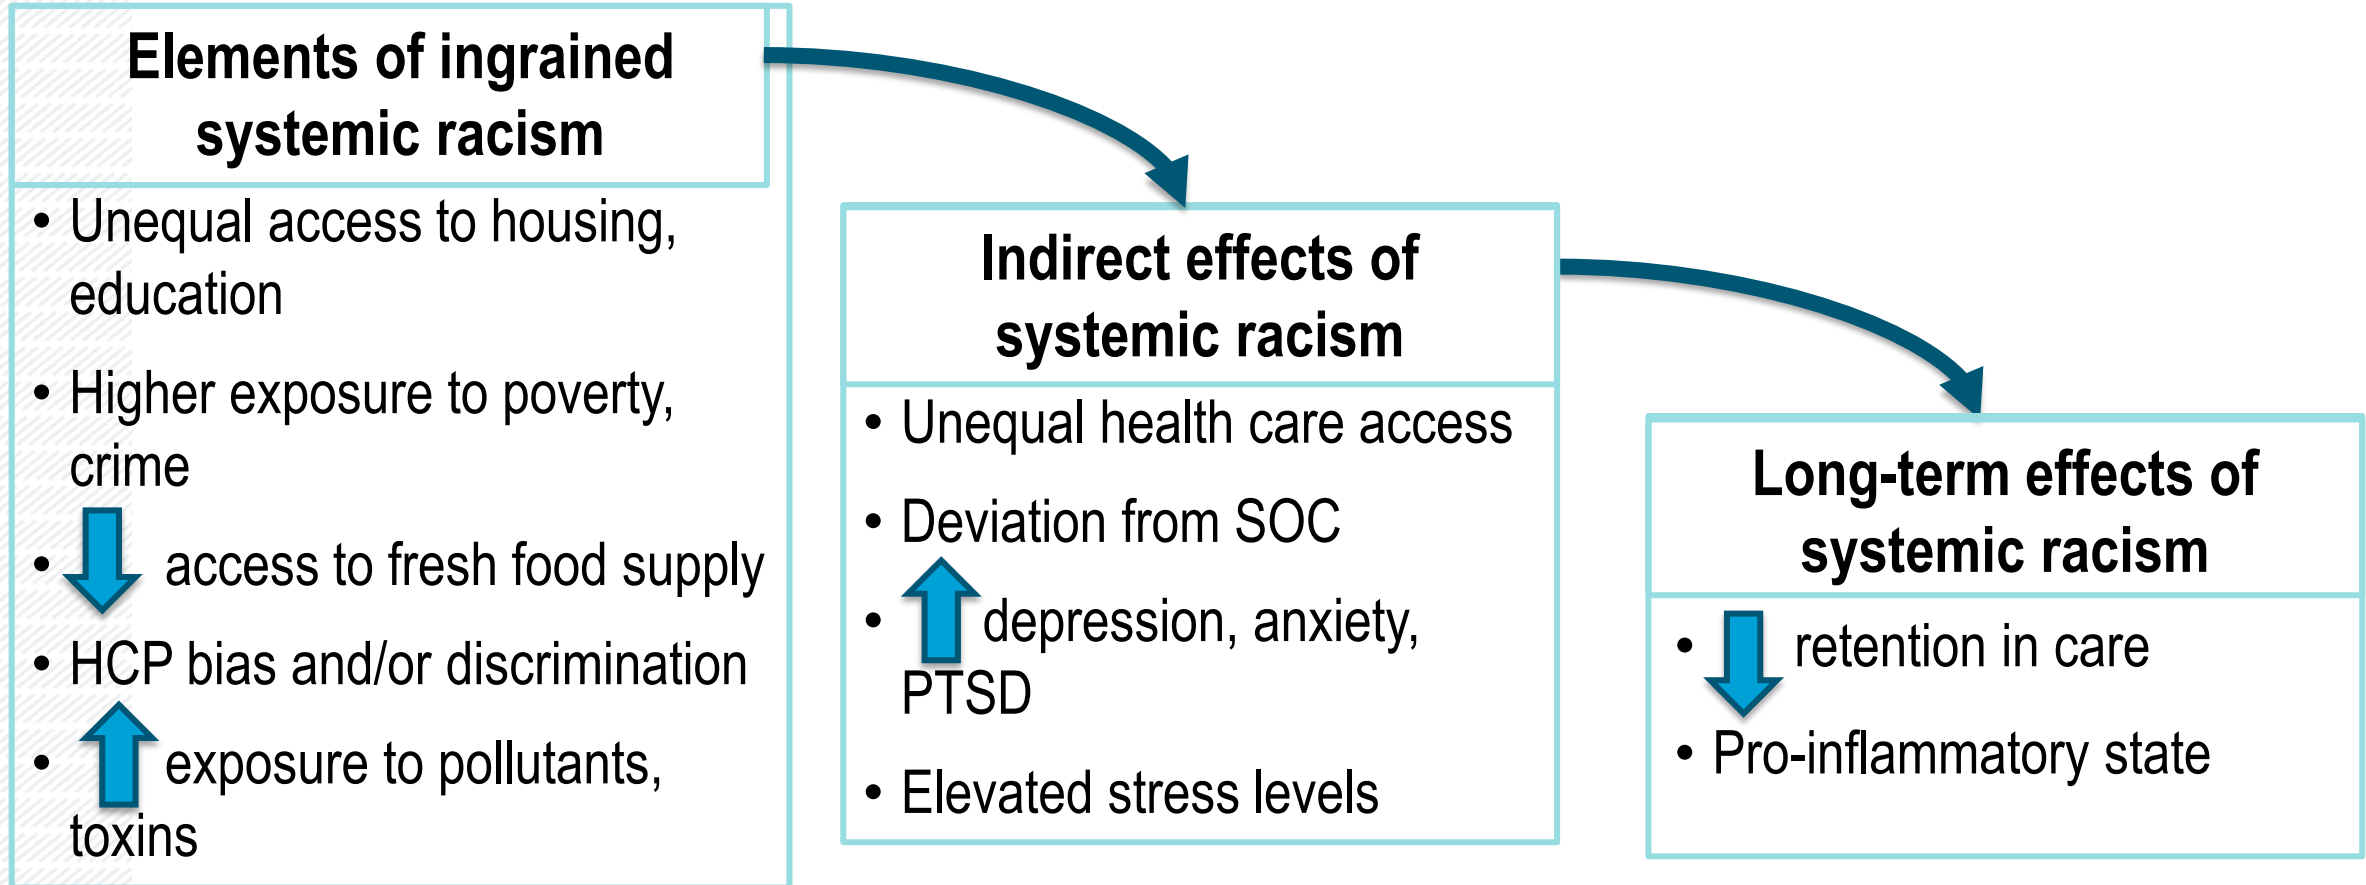 Elements of ingrained
systemic racism
• Unequal access to housing,
education
• Higher exposure to poverty,
crime
• access to fresh food supply
• HCP bias and/or discrimination
• exposure to pollutants,
toxins
Indirect effects of
systemic racism
• Unequal health care access
• Deviation from SOC
• depression, anxiety,
PTSD
• Elevated stress levels
Long-term effects of
systemic racism
• retention in care
• Pro-inflammatory state